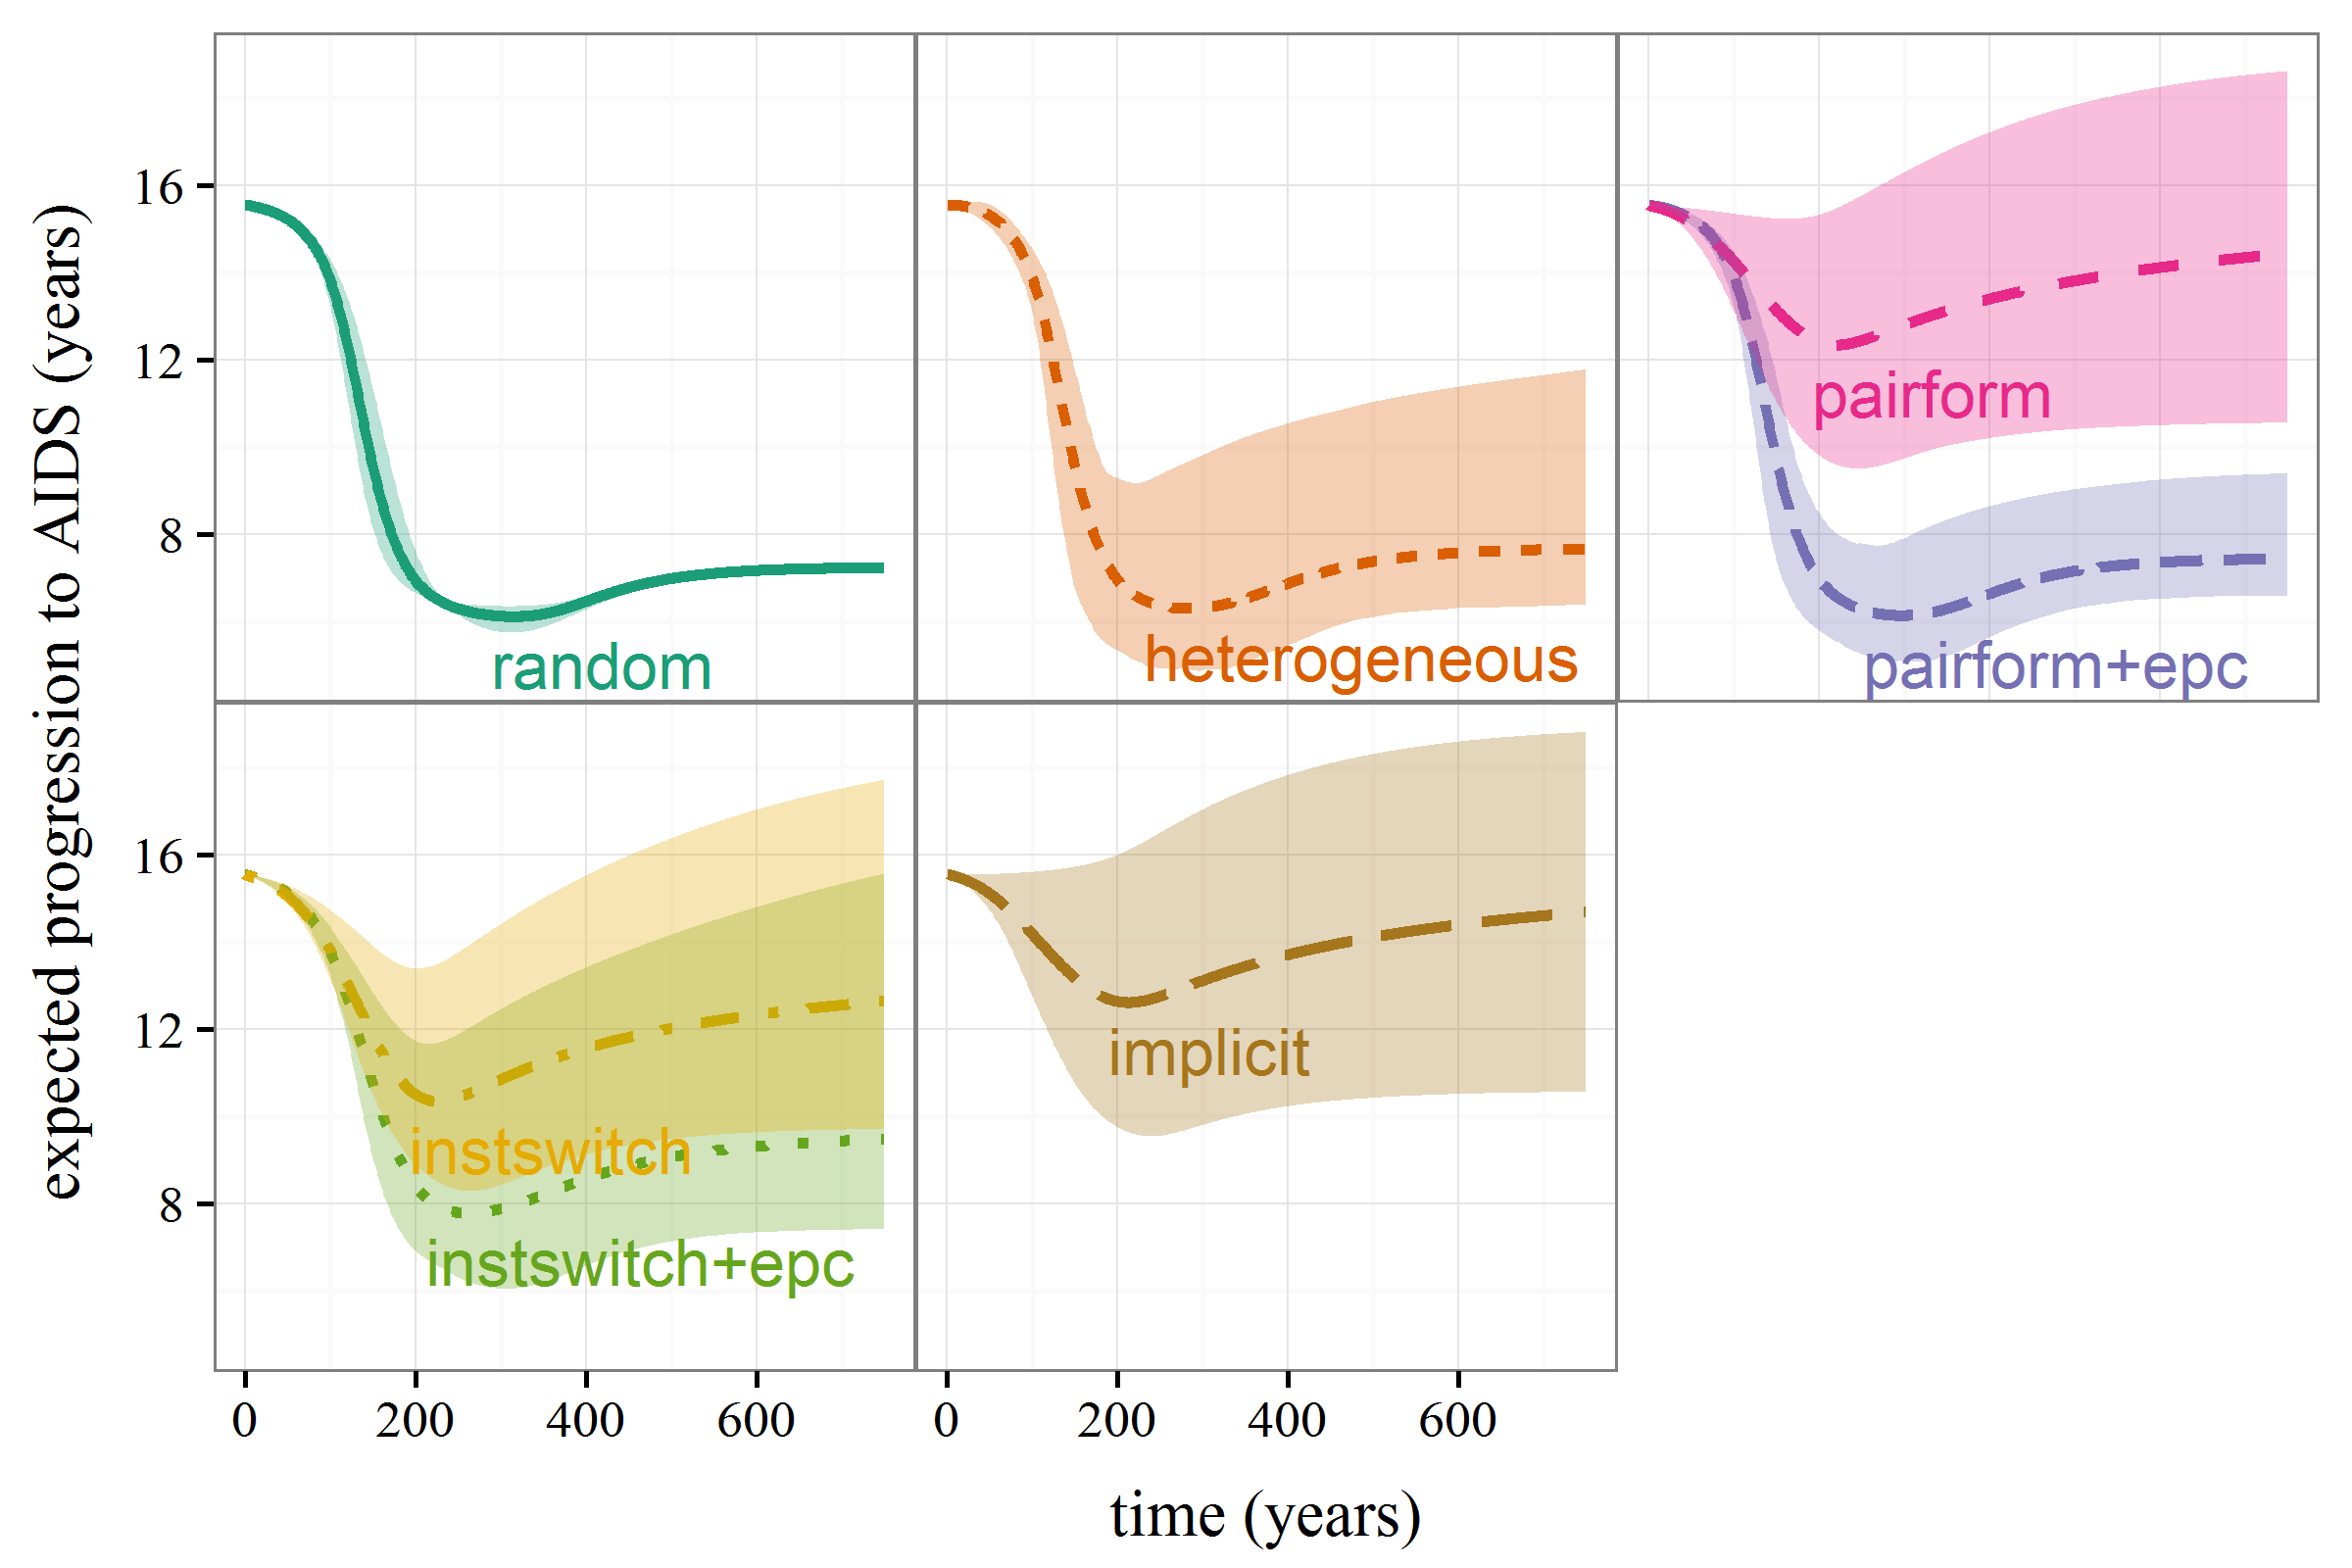 expected progression to AIDS (years)
16
12
8
random
heterogeneous
pairform
pairform+epc
16
12
8
instswitch
instswitch+epc
implicit
0 200 400 600
0 200 400 600
time (years)